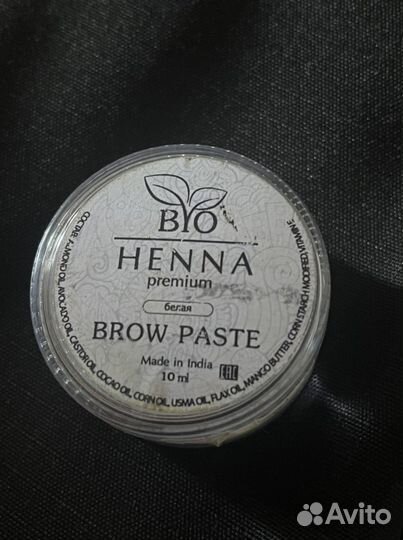 BIO
HENNA
premium
белая
BROW PASTE
Made in India
10 ml
EAC
СОСТАВ: ALMOND OIL, AVOCADO OIL, CASTOR OIL, COCAO OIL, CORN OIL, USMA OIL, FLAX OIL, MANGO BUTTER, CORN STARCH MODIFIED, VITAMIN E
Avito